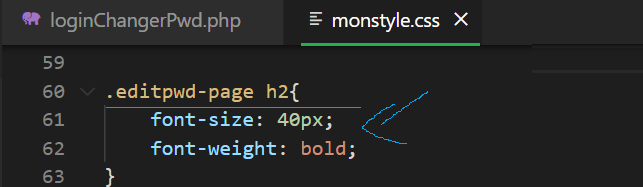 loginChangerPwd.php monstyle.css
59
60 .editpwd-page h2{
61 font-size: 40px;
62 font-weight: bold;
63 }